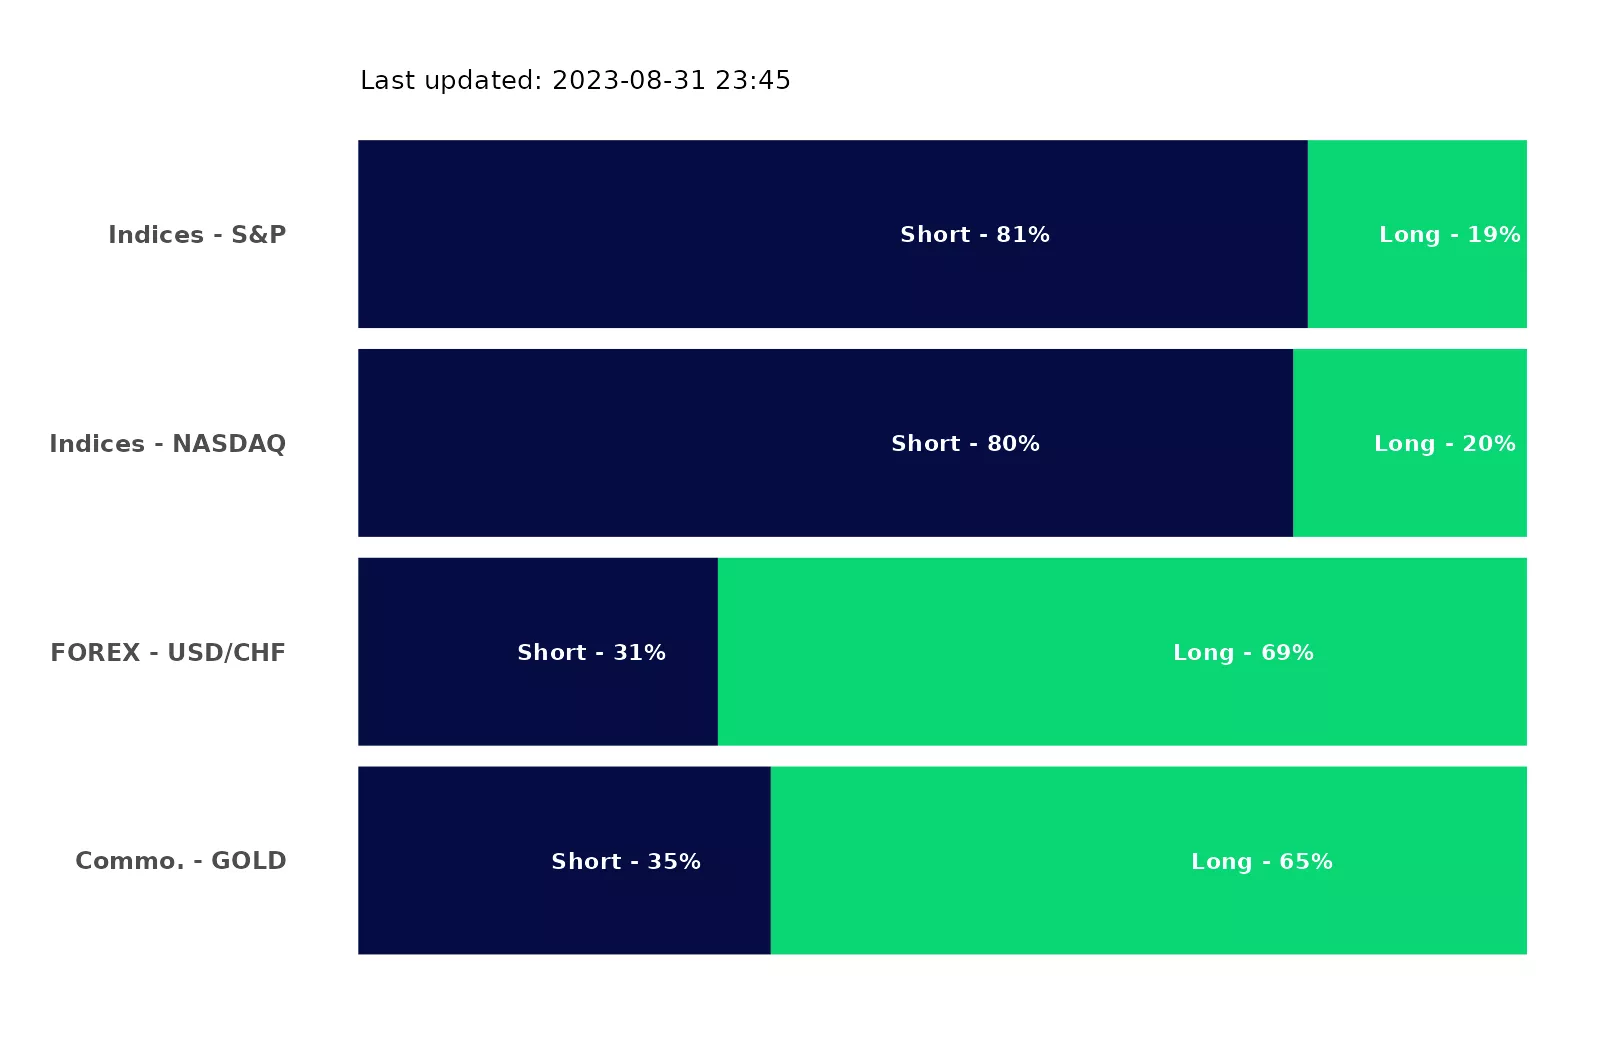 Last updated: 2023-08-31 23:45
Indices - S&P
Short - 81%
Long - 19%
Indices - NASDAQ
Short - 80%
Long - 20%
FOREX - USD/CHF
Short - 31%
Long - 69%
Commo. - GOLD
Short - 35%
Long - 65%